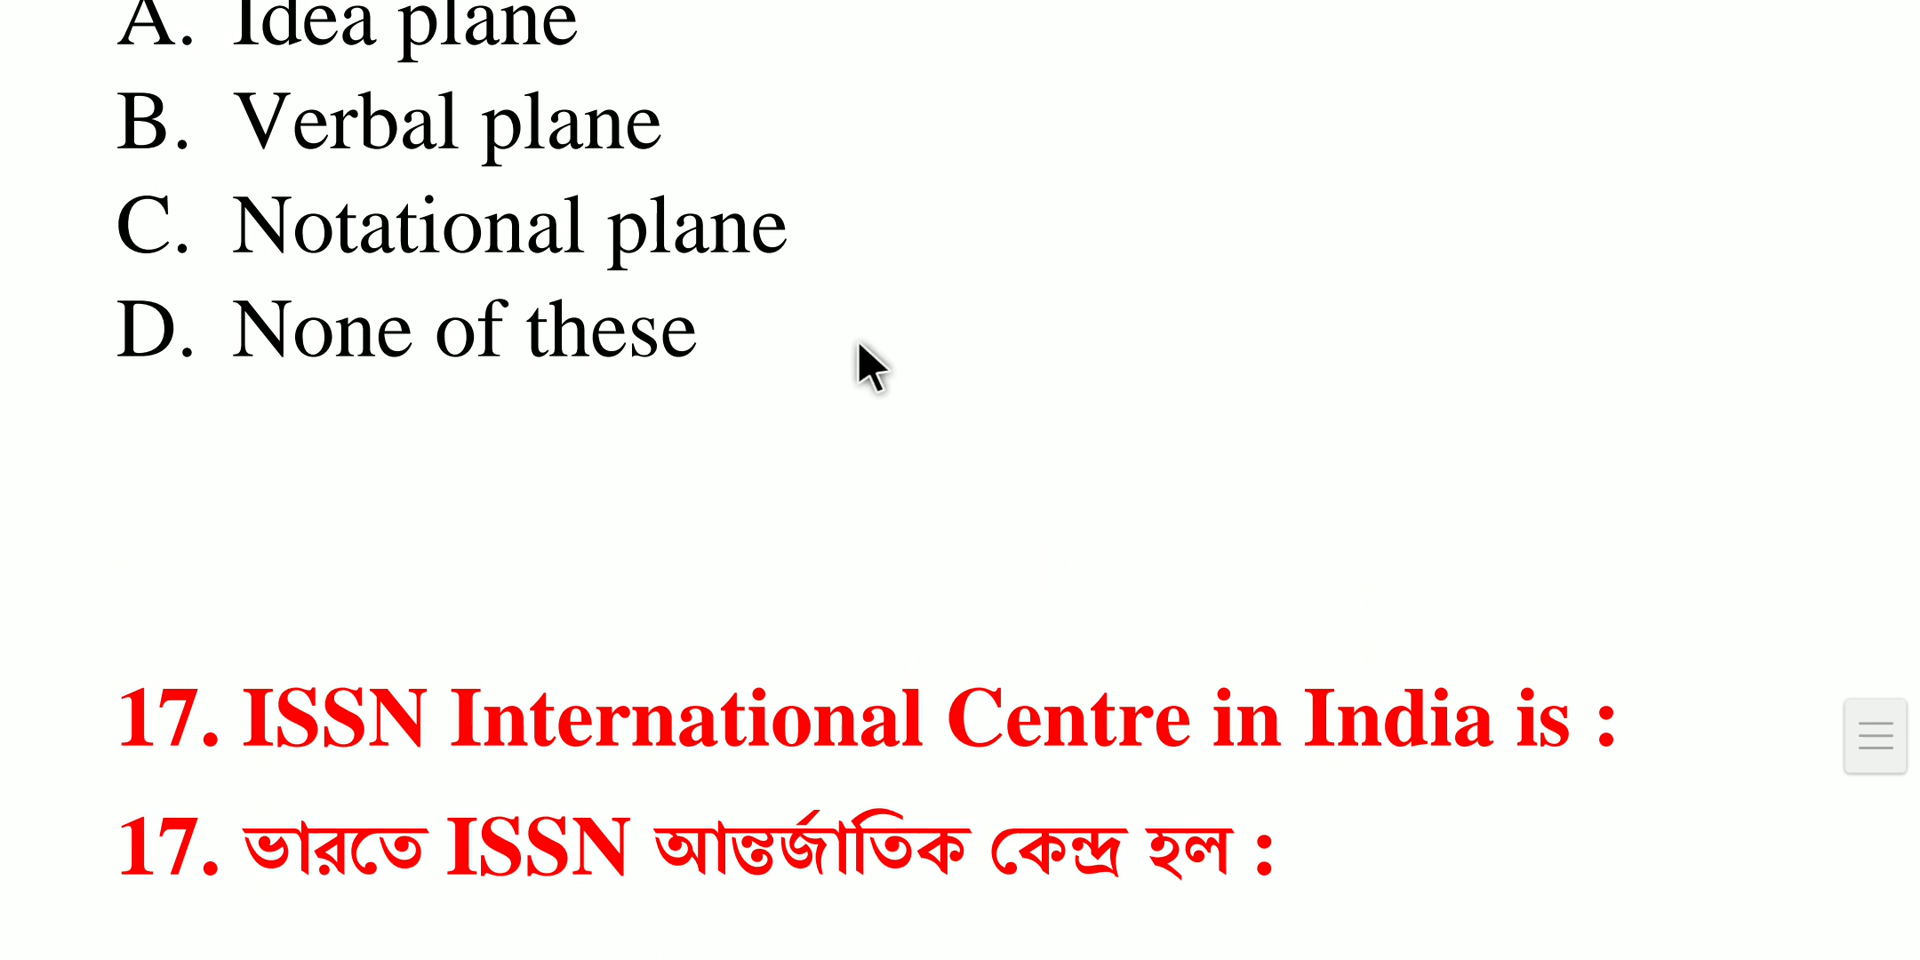 A. Idea plane
B. Verbal plane
C. Notational plane
D. None of these
17. ISSN International Centre in India is :
17. ভারতে ISSN আন্তর্জাতিক কেন্দ্র হল :